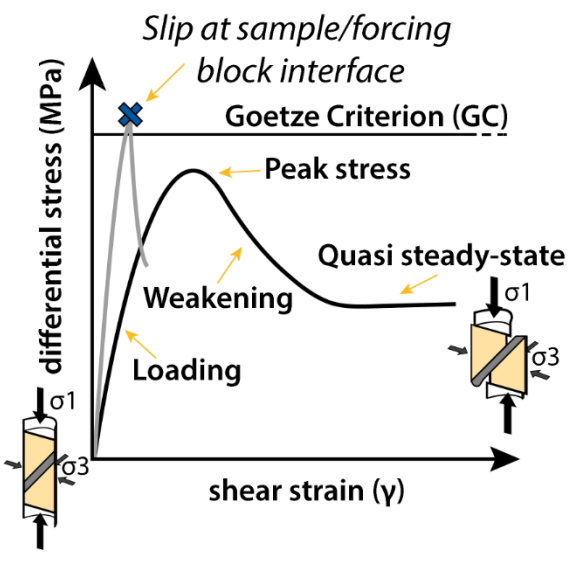 Slip at sample/forcing
block interface
differential stress (MPa)
Goetze Criterion (GC)
Peak stress
Quasi steady-state
Weakening
Loading
σ1
σ3
σ1
σ3
shear strain (γ)